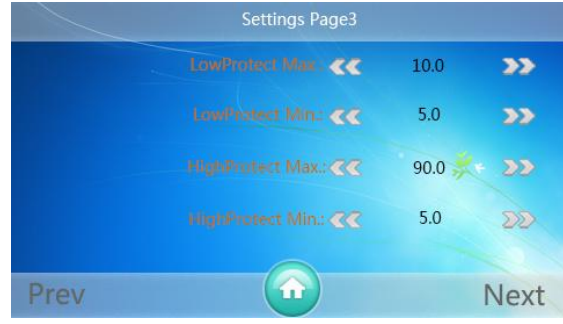 Settings Page3
LowProtect Max.: 10.0
LowProtect Min.: 5.0
HighProtect Max.: 90.0
HighProtect Min.: 5.0
Prev Next